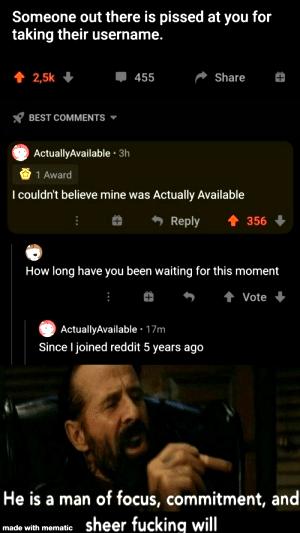 Someone out there is pissed at you for
taking their username.
2,5k
455
Share
BEST COMMENTS
ActuallyAvailable • 3h
1 Award
I couldn't believe mine was Actually Available
Reply
356
How long have you been waiting for this moment
Vote
ActuallyAvailable • 17m
Since I joined reddit 5 years ago
He is a man of focus, commitment, and
sheer fucking will
made with mematic